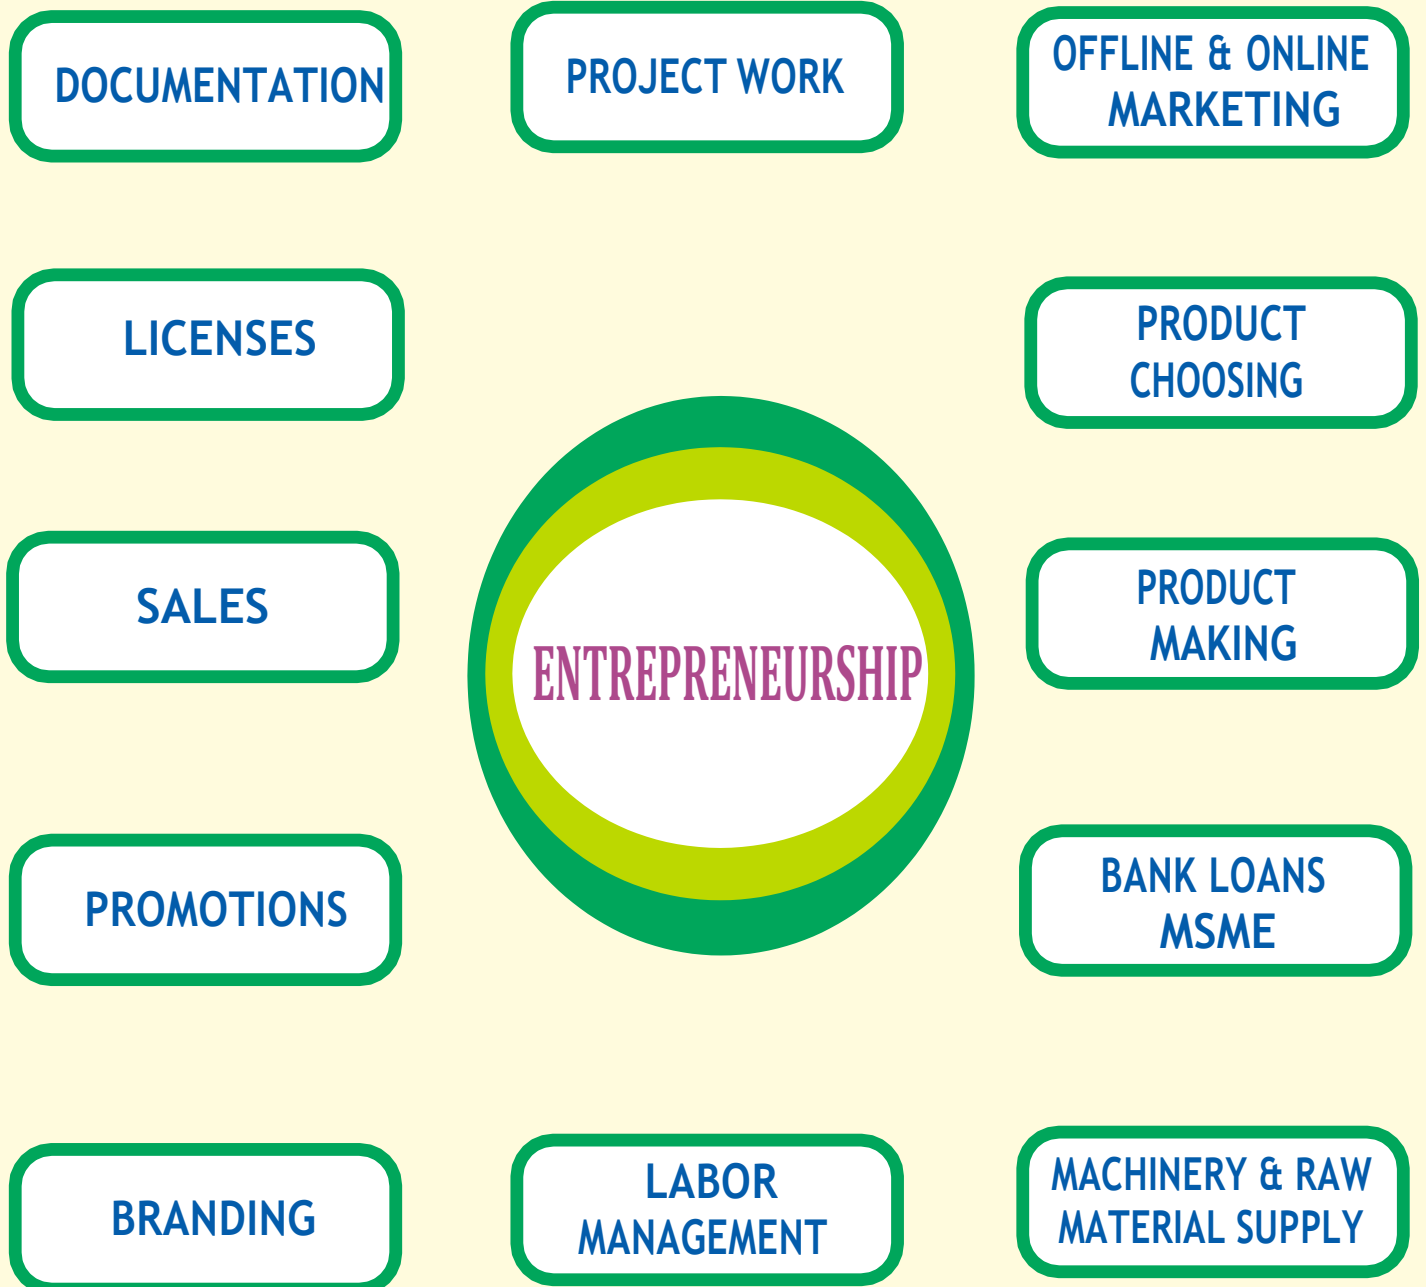 DOCUMENTATION
PROJECT WORK
OFFLINE & ONLINE
MARKETING
LICENSES
PRODUCT
CHOOSING
SALES
ENTREPRENEURSHIP
PRODUCT
MAKING
PROMOTIONS
BANK LOANS
MSME
BRANDING
LABOR
MANAGEMENT
MACHINERY & RAW
MATERIAL SUPPLY